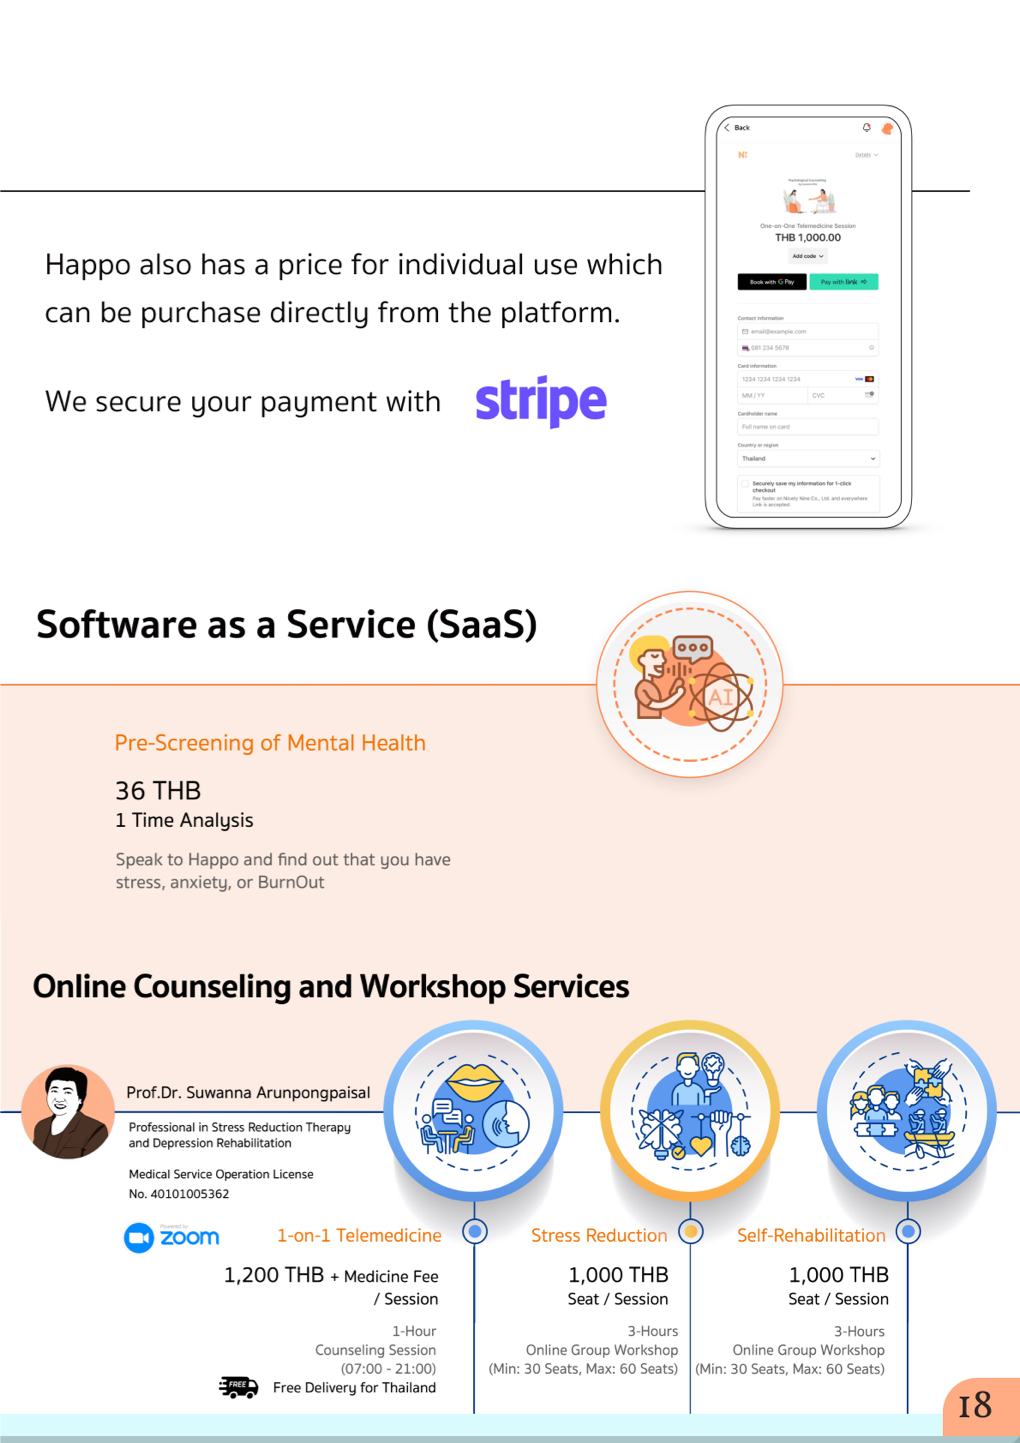 Back
N:
Details
Psychological Counseling
One-on-One Telemedicine Session
THB 1,000.00
Add code
Book with G Pay
Pay with link
Contact information
email@example.com
081 234 5678
Card information
1234 1234 1234 1234
VISA
MM / YY
CVC
Cardholder name
Full name on card
Country or region
Thailand
Securely save my information for 1-click
checkout
Pay faster on Nicely Nine Co., Ltd. and everywhere
Link is accepted.
Happo also has a price for individual use which
can be purchase directly from the platform.
We secure your payment with stripe
Software as a Service (SaaS)
AI
Pre-Screening of Mental Health
36 THB
1 Time Analysis
Speak to Happo and find out that you have
stress, anxiety, or BurnOut
Online Counseling and Workshop Services
Prof.Dr. Suwanna Arunpongpaisal
Professional in Stress Reduction Therapy
and Depression Rehabilitation
Medical Service Operation License
No. 40101005362
Powered by
zoom
1-on-1 Telemedicine
1,200 THB + Medicine Fee
/ Session
1-Hour
Counseling Session
(07:00 - 21:00)
FREE
Free Delivery for Thailand
Stress Reduction
1,000 THB
Seat / Session
3-Hours
Online Group Workshop
(Min: 30 Seats, Max: 60 Seats)
Self-Rehabilitation
1,000 THB
Seat / Session
3-Hours
Online Group Workshop
(Min: 30 Seats, Max: 60 Seats)
18